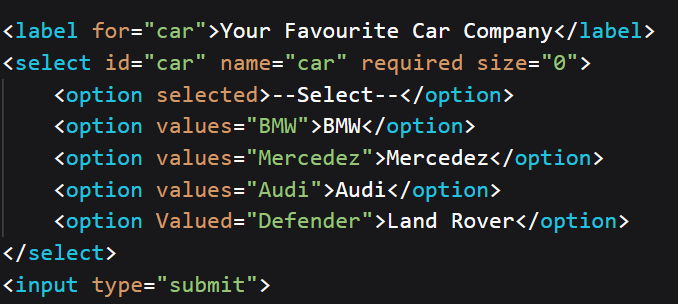 <label for="car">Your Favourite Car Company</label>
<select id="car" name="car" required size="0">
<option selected>--Select--</option>
<option values="BMW">BMW</option>
<option values="Mercedez">Mercedez</option>
<option values="Audi">Audi</option>
<option Valued="Defender">Land Rover</option>
</select>
<input type="submit">